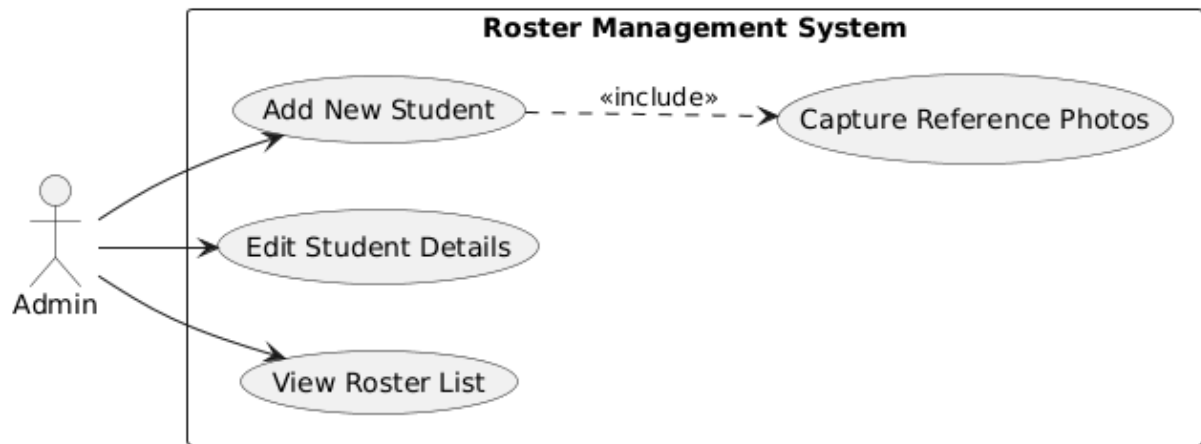 Roster Management System
Add New Student
«include»
Capture Reference Photos
Edit Student Details
Admin
View Roster List